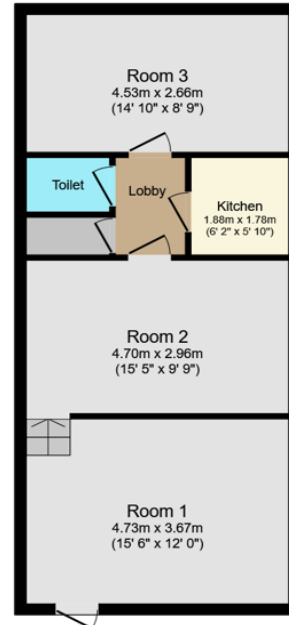 Room 3
4.53m x 2.66m
(14' 10" x 8' 9")
Toilet
Lobby
Kitchen
1.88m x 1.78m
(6' 2" x 5' 10")
Room 2
4.70m x 2.96m
(15' 5" x 9' 9")
Room 1
4.73m x 3.67m
(15' 6" x 12' 0")